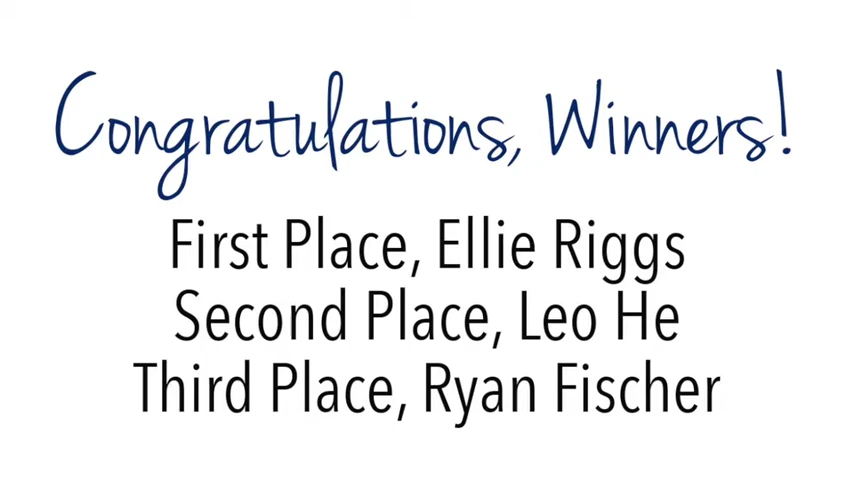 Congratulations, Winners!
First Place, Ellie Riggs
Second Place, Leo He
Third Place, Ryan Fischer